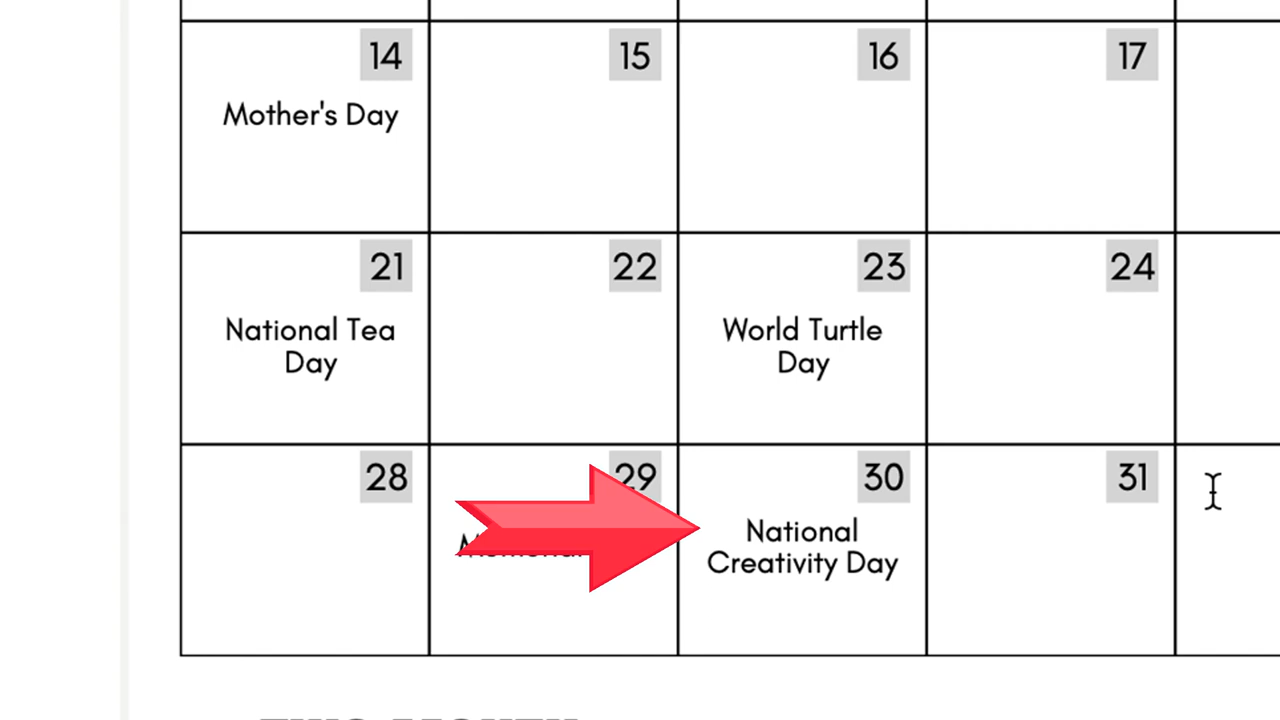 14 15 16 17
Mother's Day
21 22 23 24
National Tea
Day
World Turtle
Day
28 29 30 31
National
Creativity Day